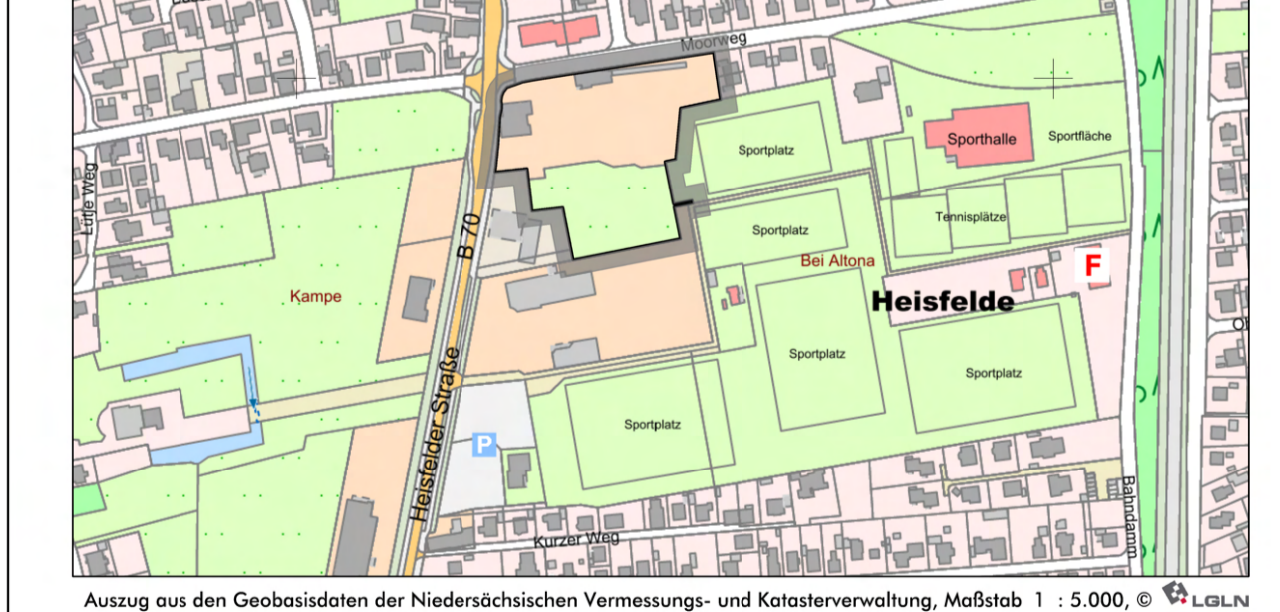 Moorweg
Sportplatz
Sporthalle
Sportfläche
Lütje Weg
B 70
Sportplatz
Tennisplätze
Bei Altona
F
Kampe
Heisfelde
Sportplatz
Sportplatz
Heisfelder Straße
Sportplatz
P
Bahndamm
Kurzer Weg
Auszug aus den Geobasisdaten der Niedersächsischen Vermessungs- und Katasterverwaltung, Maßstab 1 : 5.000, © LGLN